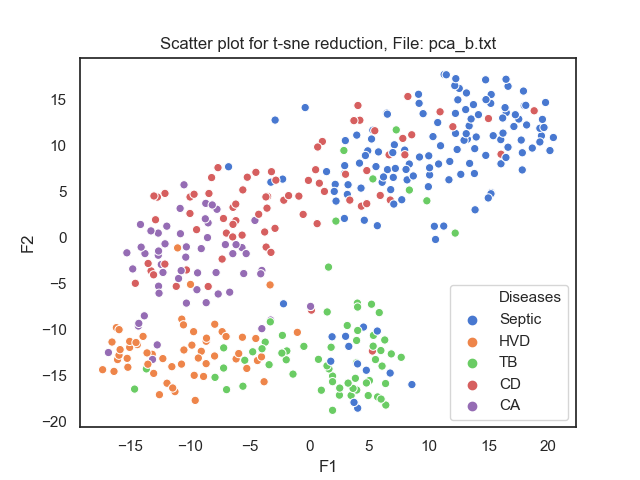 Scatter plot for t-sne reduction, File: pca_b.txt
F2
15
10
5
0
−5
−10
−15
−20
−15
−10
−5
0
5
10
15
20
F1
Diseases
Septic
HVD
TB
CD
CA